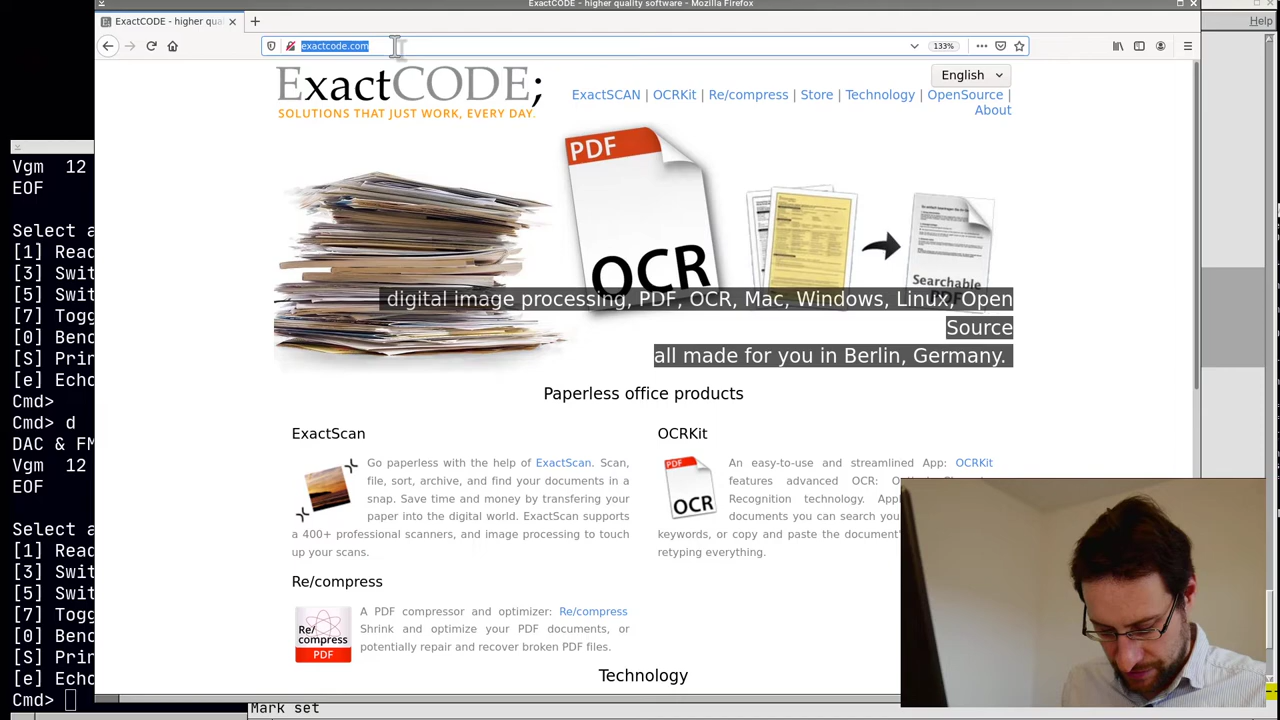 ExactCODE - higher quality software - Mozilla Firefox
ExactCODE - higher qual
Help
exactcode.com
133%
ExactCODE;
SOLUTIONS THAT JUST WORK, EVERY DAY.
English
ExactSCAN | OCRKit | Re/compress | Store | Technology | OpenSource |
About
PDF
OCR
Searchable
digital image processing, PDF, OCR, Mac, Windows, Linux, Open
Source
all made for you in Berlin, Germany.
Paperless office products
ExactScan
Go paperless with the help of ExactScan. Scan,
file, sort, archive, and find your documents in a
snap. Save time and money by transfering your
paper into the digital world. ExactScan supports
a 400+ professional scanners, and image processing to touch
up your scans.
OCRKit
PDF
OCR
An easy-to-use and streamlined App: OCRKit
features advanced OCR:
Recognition technology.
documents you can search
keywords, or copy and paste the document'
retyping everything.
Re/compress
Re/
compress
PDF
A PDF compressor and optimizer: Re/compress
Shrink and optimize your PDF documents, or
potentially repair and recover broken PDF files.
Technology
Vgm 12
EOF
Select a
[1] Read
[3] Swit
[5] Swit
[7] Togg
[0] Benc
[S] Prin
[e] Echo
Cmd>
Cmd> d
DAC & FM
Vgm 12
EOF
Select a
[1] Read
[3] Swit
[5] Swit
[7] Togg
[0] Benc
[S] Prin
[e] Echo
Cmd>
Mark set